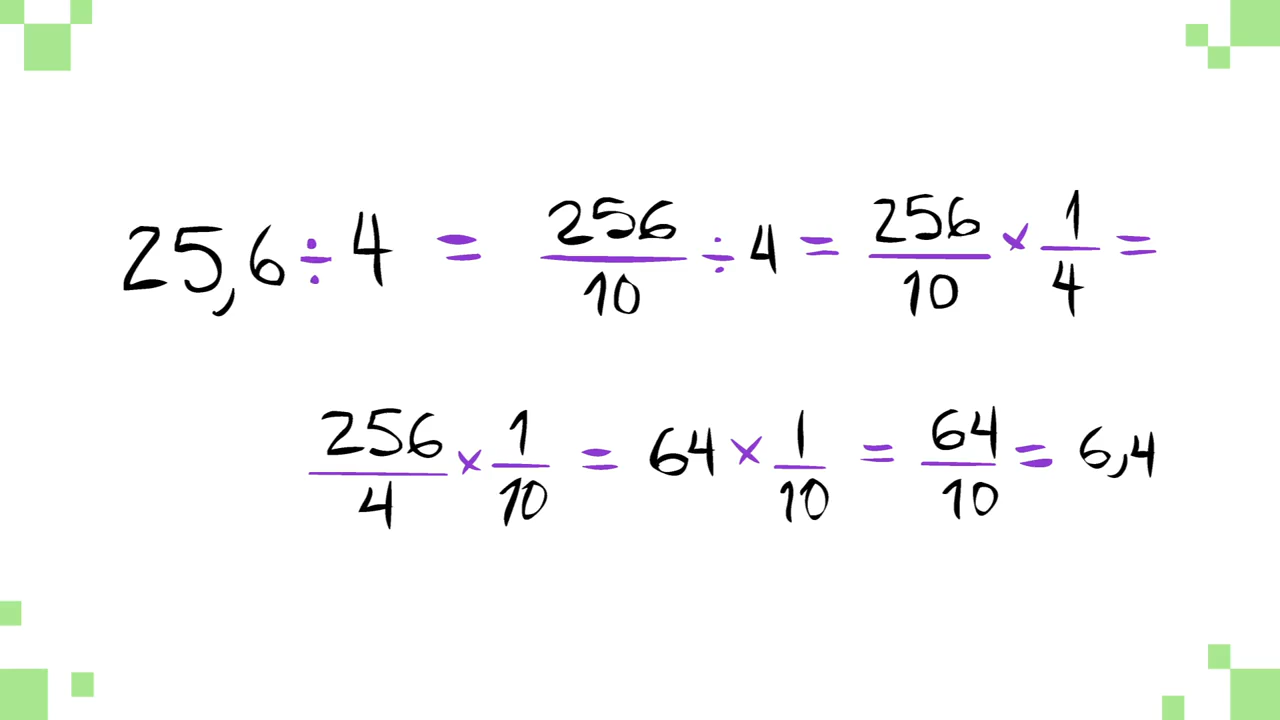 25,6 ÷ 4 = 256/10 ÷ 4 = 256/10 × 1/4 =
256/4 × 1/10 = 64 × 1/10 = 64/10 = 6,4